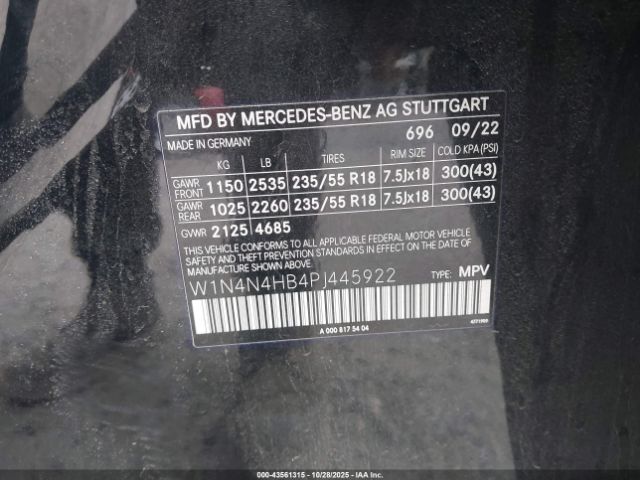 MFD BY MERCEDES-BENZ AG STUTTGART
MADE IN GERMANY 696 09/22
KG LB TIRES RIM SIZE COLD KPA(PSI)
GAWR FRONT 1150 2535 235/55 R18 7.5Jx18 300(43)
GAWR REAR 1025 2260 235/55 R18 7.5Jx18 300(43)
GVWR 2125 4685
THIS VEHICLE CONFORMS TO ALL APPLICABLE FEDERAL MOTOR VEHICLE
SAFETY AND THEFT PREVENTION STANDARDS IN EFFECT ON THE
DATE OF MANUFACTURE SHOWN ABOVE.
W1N4N4HB4PJ445922 TYPE: MPV
A 000 817 54 04
000-43561315 | 10/28/2025 | IAAI/ACS